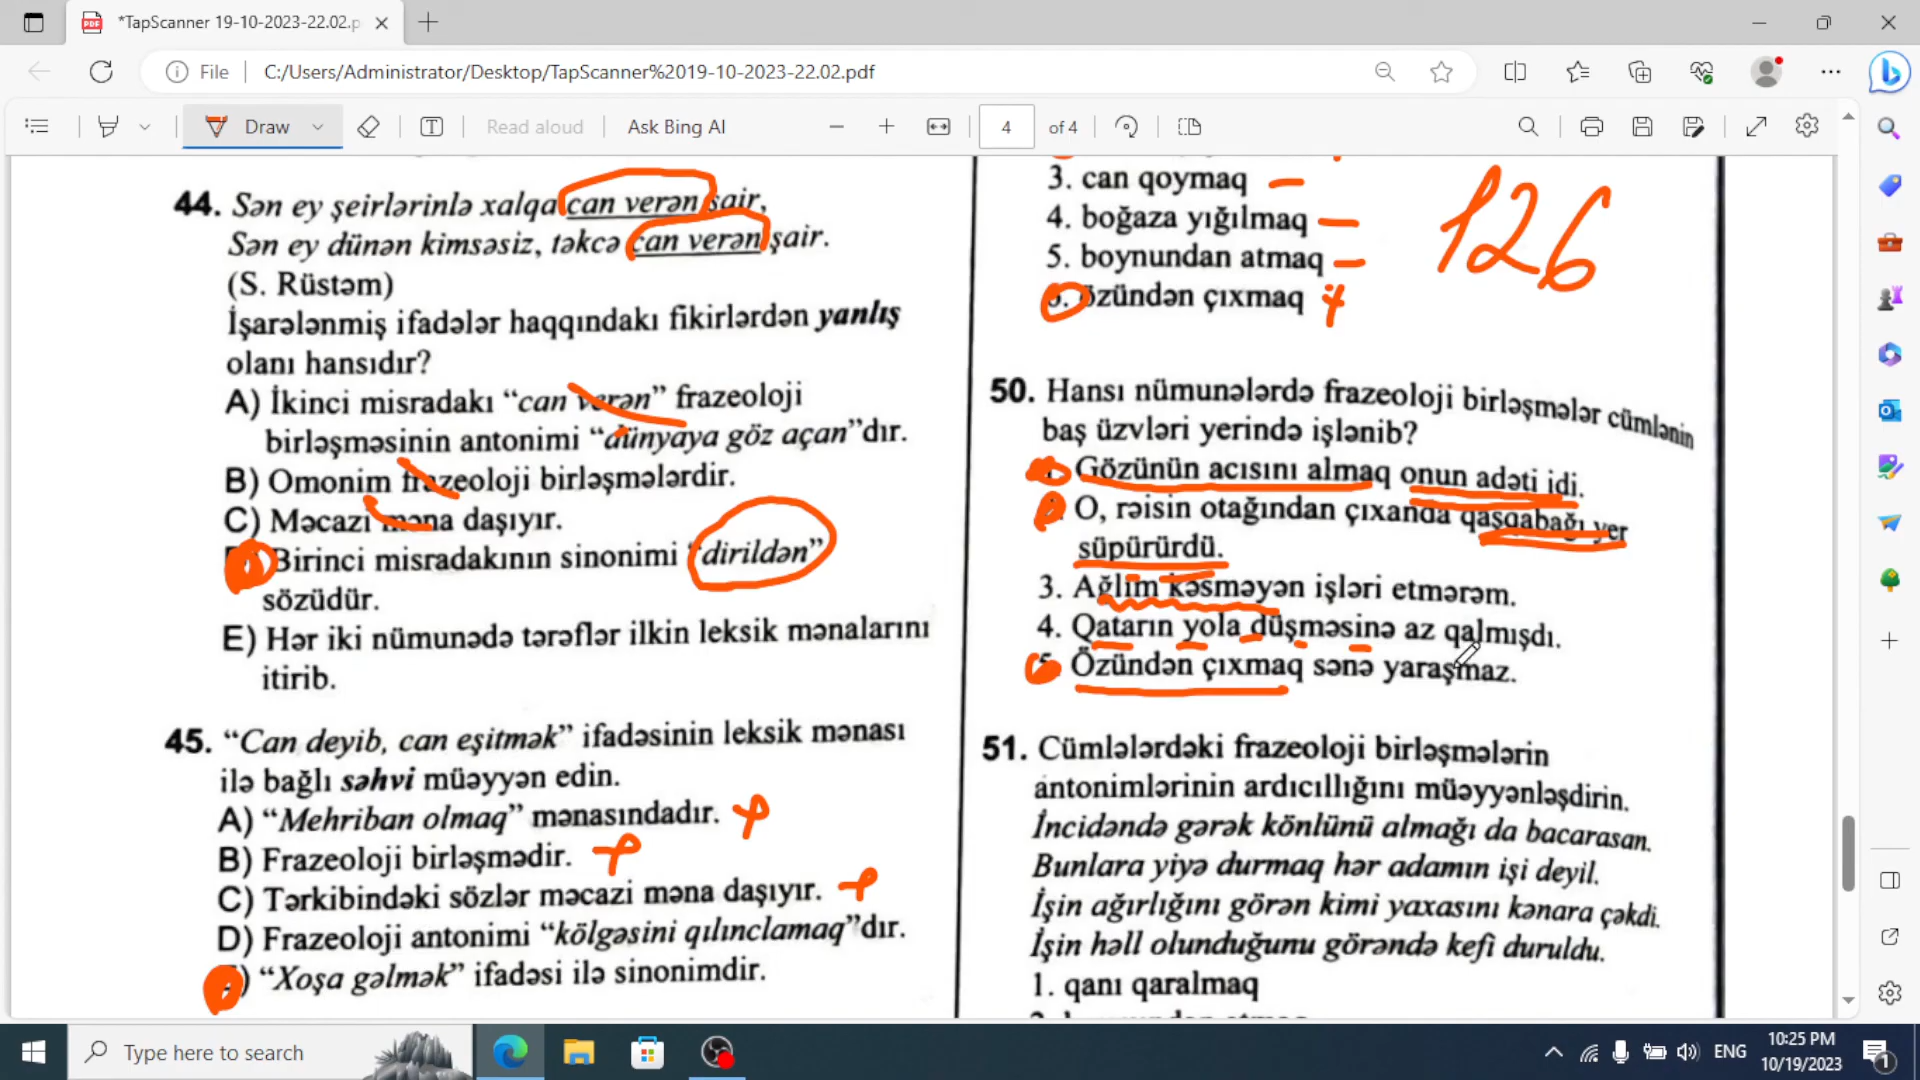 *TapScanner 19-10-2023-22.02.p
File
C:/Users/Administrator/Desktop/TapScanner%2019-10-2023-22.02.pdf
Draw
Read aloud
Ask Bing AI
4
of 4
44. Sən ey şeirlərinlə xalqa can verən şair,
Sən ey dünən kimsəsiz, təkcə can verən şair.
(S. Rüstəm)
İşarələnmiş ifadələr haqqındakı fikirlərdən yanlış
olanı hansıdır?
A) İkinci misradakı “can verən” frazeoloji
birləşməsinin antonimi “dünyaya göz açan”dır.
B) Omonim frazeoloji birləşmələrdir.
C) Məcazi məna daşıyır.
Birinci misradakının sinonimi “dirildən”
sözüdür.
E) Hər iki nümunədə tərəflər ilkin leksik mənalarını
itirib.
45. “Can deyib, can eşitmək” ifadəsinin leksik mənası
ilə bağlı səhvi müəyyən edin.
A) “Mehriban olmaq” mənasındadır.
B) Frazeoloji birləşmədir.
C) Tərkibindəki sözlər məcazi məna daşıyır.
D) Frazeoloji antonimi “kölgəsini qılınclamaq”dır.
) “Xoşa gəlmək” ifadəsi ilə sinonimdir.
3. can qoymaq
4. boğaza yığılmaq
5. boynundan atmaq
özündən çıxmaq
126
50. Hansı nümunələrdə frazeoloji birləşmələr cümlənin
baş üzvləri yerində işlənib?
Gözünün acısını almaq onun adəti idi.
O, rəisin otağından çıxanda qaşqabağı yer
süpürürdü.
3. Ağlım kəsməyən işləri etmərəm.
4. Qatarın yola düşməsinə az qalmışdı.
Özündən çıxmaq sənə yaraşmaz.
51. Cümlələrdəki frazeoloji birləşmələrin
antonimlərinin ardıcıllığını müəyyənləşdirin.
İncidəndə gərək könlünü almağı da bacarasan.
Bunlara yiyə durmaq hər adamın işi deyil.
İşin ağırlığını görən kimi yaxasını kənara çəkdi.
İşin həll olunduğunu görəndə kefi duruldu.
1. qanı qaralmaq
Type here to search
ENG
10:25 PM
10/19/2023
1